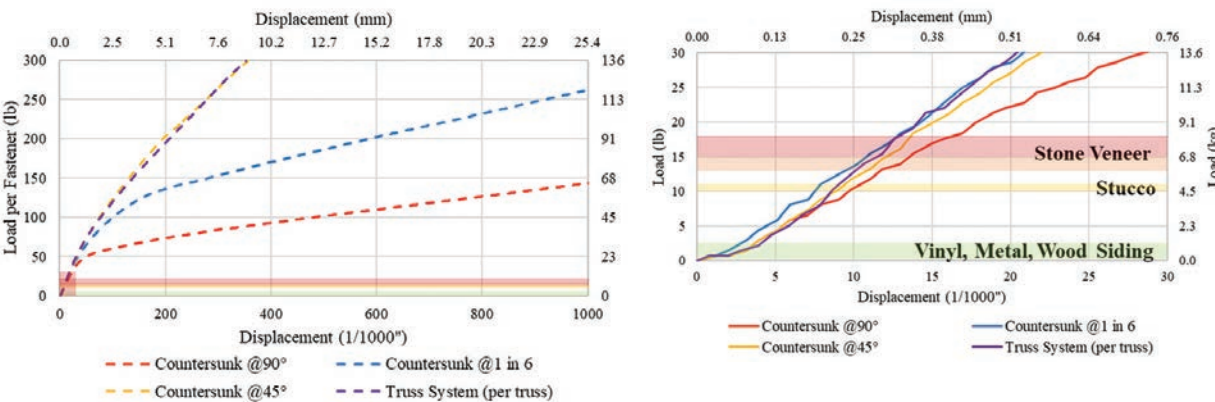 Displacement (mm)
0.0 2.5 5.1 7.6 10.2 12.7 15.2 17.8 20.3 22.9 25.4
300 136
250 113
200 91
150 68
100 45
50 23
0 0
Load per Fastener (lb)
0 200 400 600 800 1000
Displacement (1/1000")
Countersunk @90° Countersunk @1 in 6
Countersunk @45° Truss System (per truss)
Displacement (mm)
0.00 0.13 0.25 0.38 0.51 0.64 0.76
30 13.6
25 11.3
20 9.1
15 6.8
10 4.5
5 2.3
0 0.0
Load (lb)
Load (kg)
Stone Veneer
Stucco
Vinyl, Metal, Wood Siding
0 5 10 15 20 25 30
Displacement (1/1000")
Countersunk @90° Countersunk @1 in 6
Countersunk @45° Truss System (per truss)